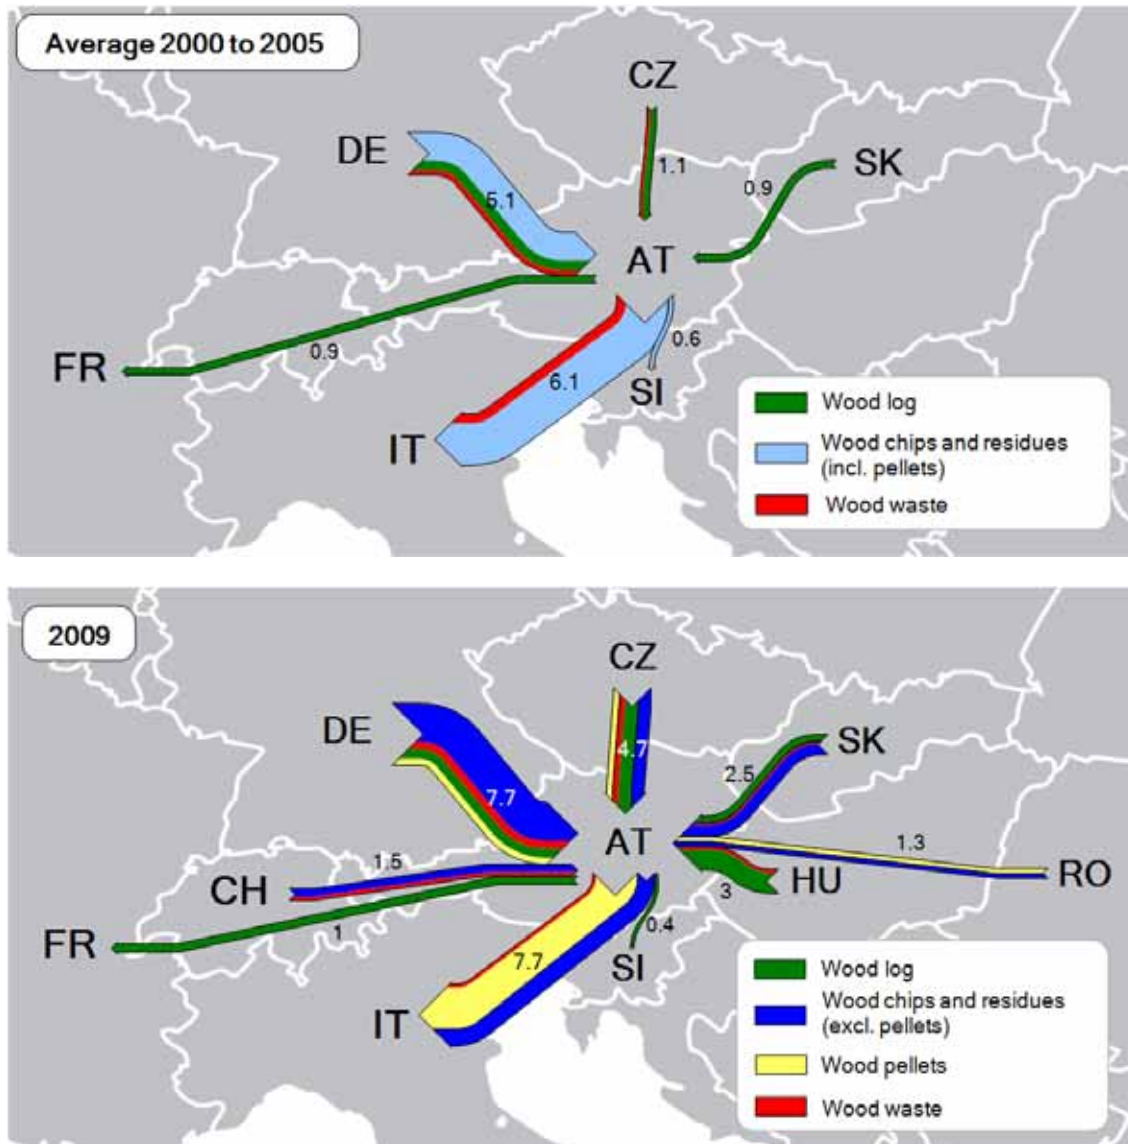 Average 2000 to 2005
CZ
DE
SK
1.1
0.9
AT
FR
0.9
0.6
6.1
SI
IT
Wood log
Wood chips and residues
(incl. pellets)
Wood waste
2009
CZ
DE
SK
4.7
2.5
7.7
AT
1.3
1.5
CH
HU
RO
3
FR
1
0.4
7.7
SI
IT
Wood log
Wood chips and residues
(excl. pellets)
Wood pellets
Wood waste